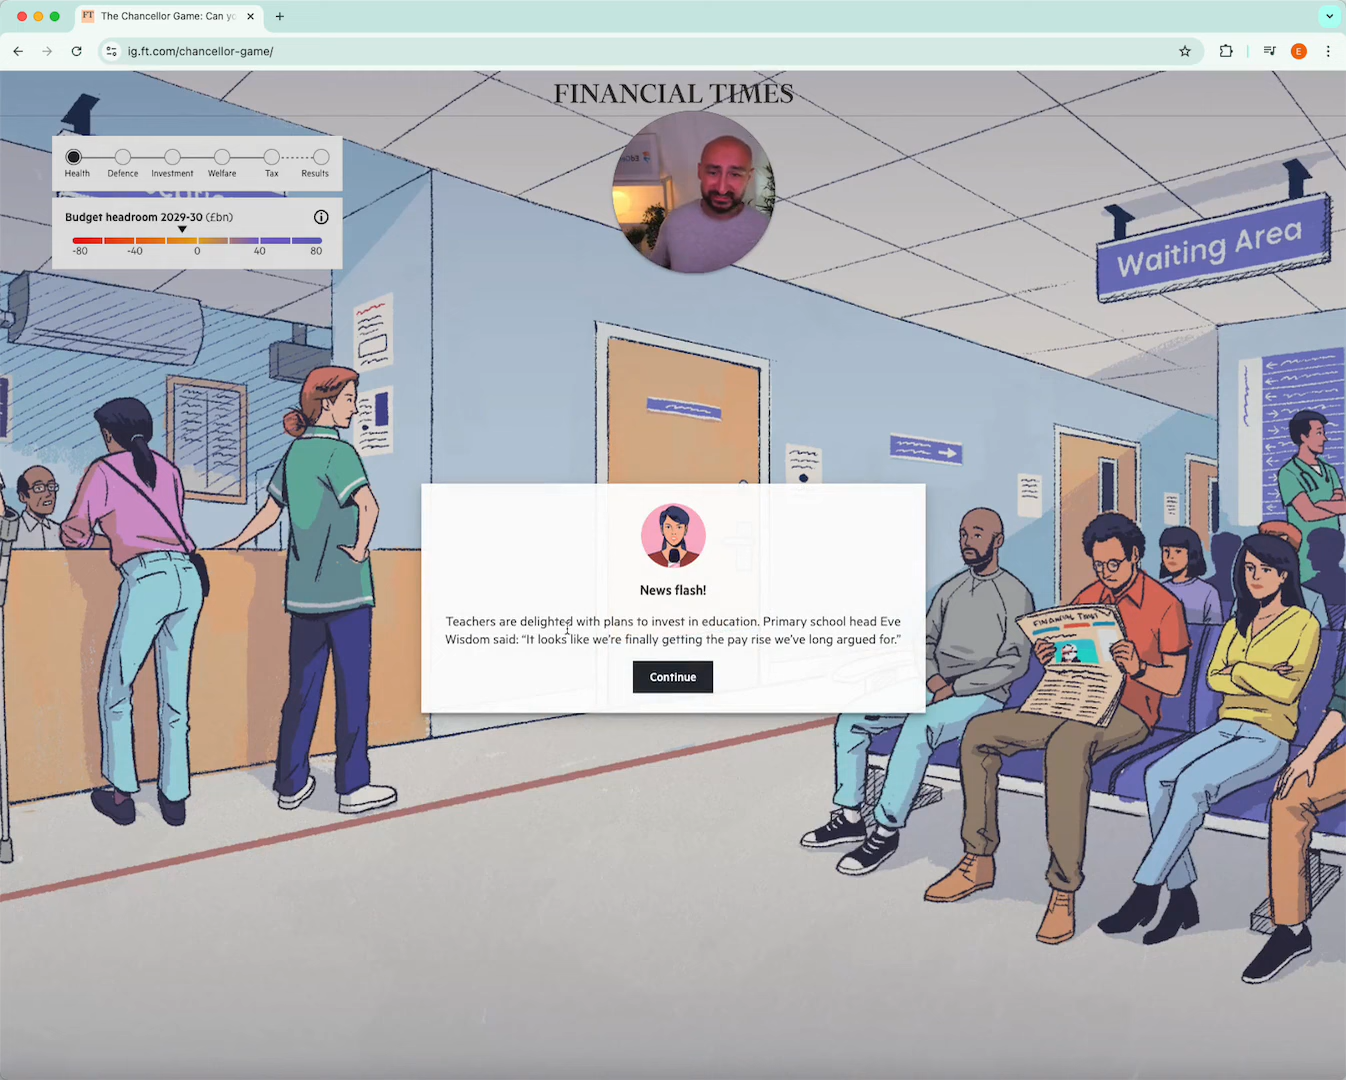 The Chancellor Game: Can yo
ig.ft.com/chancellor-game/
E
FINANCIAL TIMES
Health Defence Investment Welfare Tax Results
Budget headroom 2029-30 (£bn)
-80 -40 0 40 80
Waiting Area
FINANCIAL TIMES
News flash!
Teachers are delighted with plans to invest in education. Primary school head Eve
Wisdom said: “It looks like we’re finally getting the pay rise we’ve long argued for.”
Continue